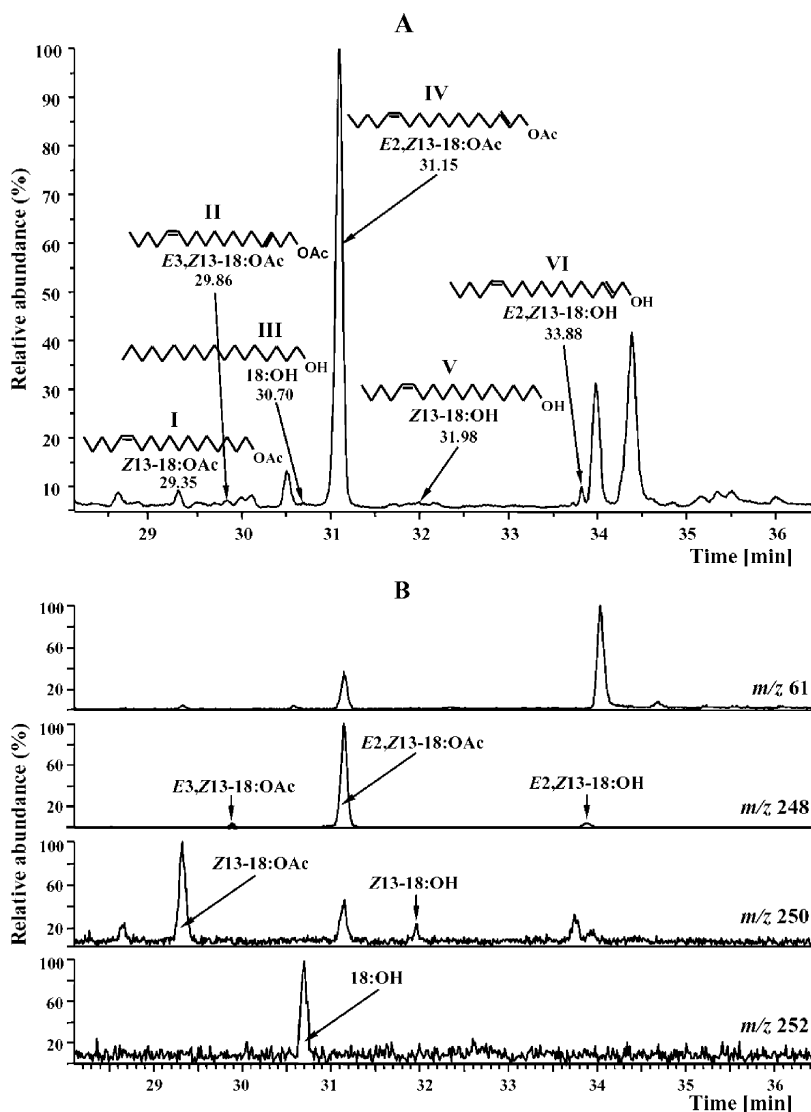 A
Relative abundance (%)
100
90
80
70
60
50
40
30
20
10
IV
OAc
E2,Z13-18:OAc
31.15
II
OAc
E3,Z13-18:OAc
29.86
VI
OH
E2,Z13-18:OH
33.88
III
OH
18:OH
30.70
V
OH
Z13-18:OH
31.98
I
OAc
Z13-18:OAc
29.35
29 30 31 32 33 34 35 36
Time [min]
B
Relative abundance (%)
100
60
20
m/z 61
100
60
20
E3,Z13-18:OAc
E2,Z13-18:OAc
E2,Z13-18:OH
m/z 248
Relative abundance (%)
100
60
20
Z13-18:OAc
Z13-18:OH
m/z 250
100
60
20
18:OH
m/z 252
29 30 31 32 33 34 35 36
Time [min]